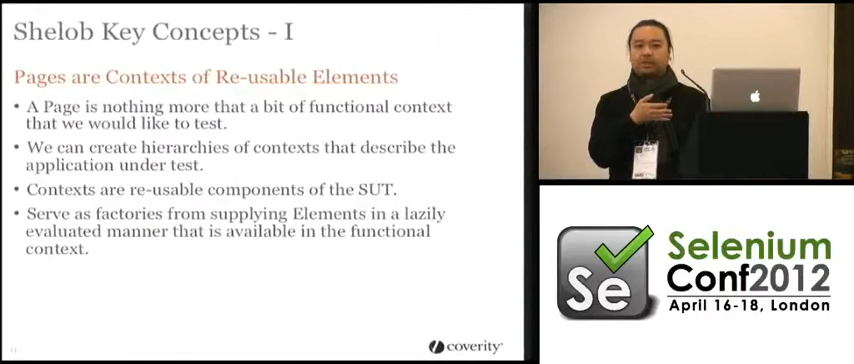 Shelob Key Concepts - I
Pages are Contexts of Re-usable Elements
• A Page is nothing more that a bit of functional context
that we would like to test.
• We can create hierarchies of contexts that describe the
application under test.
• Contexts are re-usable components of the SUT.
• Serve as factories from supplying Elements in a lazily
evaluated manner that is available in the functional
context.
coverity
Se
Selenium
Conf2012
April 16-18, London